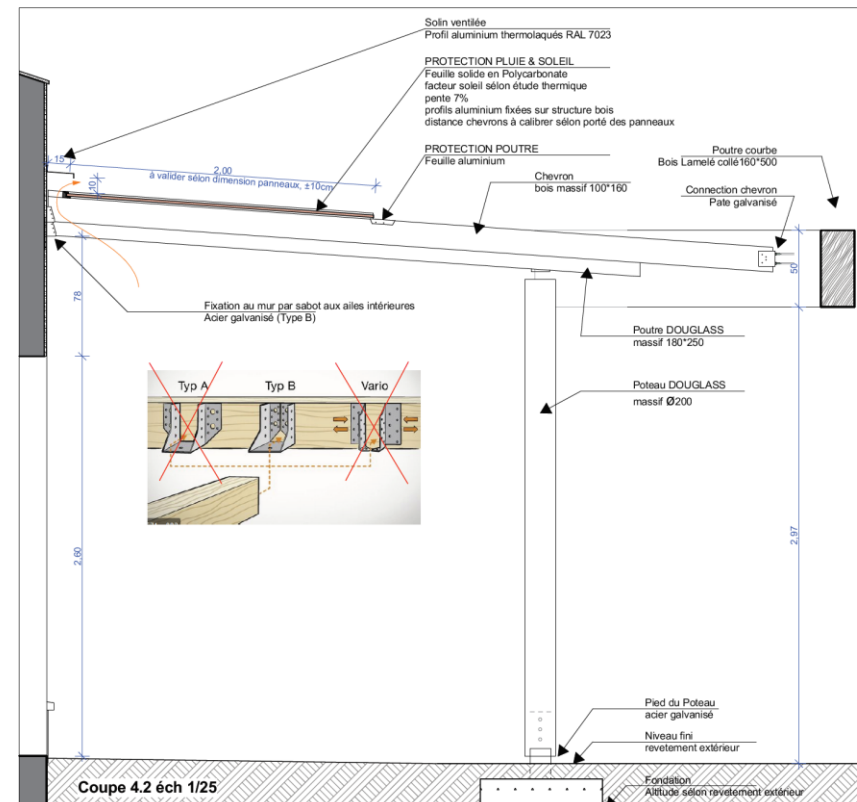 Solin ventilée
Profil aluminium thermolaqués RAL 7023
PROTECTION PLUIE & SOLEIL
Feuille solide en Polycarbonate
facteur soleil sélon étude thermique
pente 7%
profils aluminium fixées sur structure bois
distance chevrons à calibrer sélon porté des panneaux
PROTECTION POUTRE
Feuille aluminium
Poutre courbe
Bois Lamelé collé160*500
Chevron
bois massif 100*160
Connection chevron
Pate galvanisé
15
2,00
à valider sélon dimension panneaux, ±10cm
10
50
78
Fixation au mur par sabot aux ailes intérieures
Acier galvanisé (Type B)
Poutre DOUGLASS
massif 180*250
Typ A
Typ B
Vario
Poteau DOUGLASS
massif Ø200
2,60
2,97
Pied du Poteau
acier galvanisé
Niveau fini
revetement extérieur
Fondation
Altitude sélon revetement extérieur
Coupe 4.2 éch 1/25